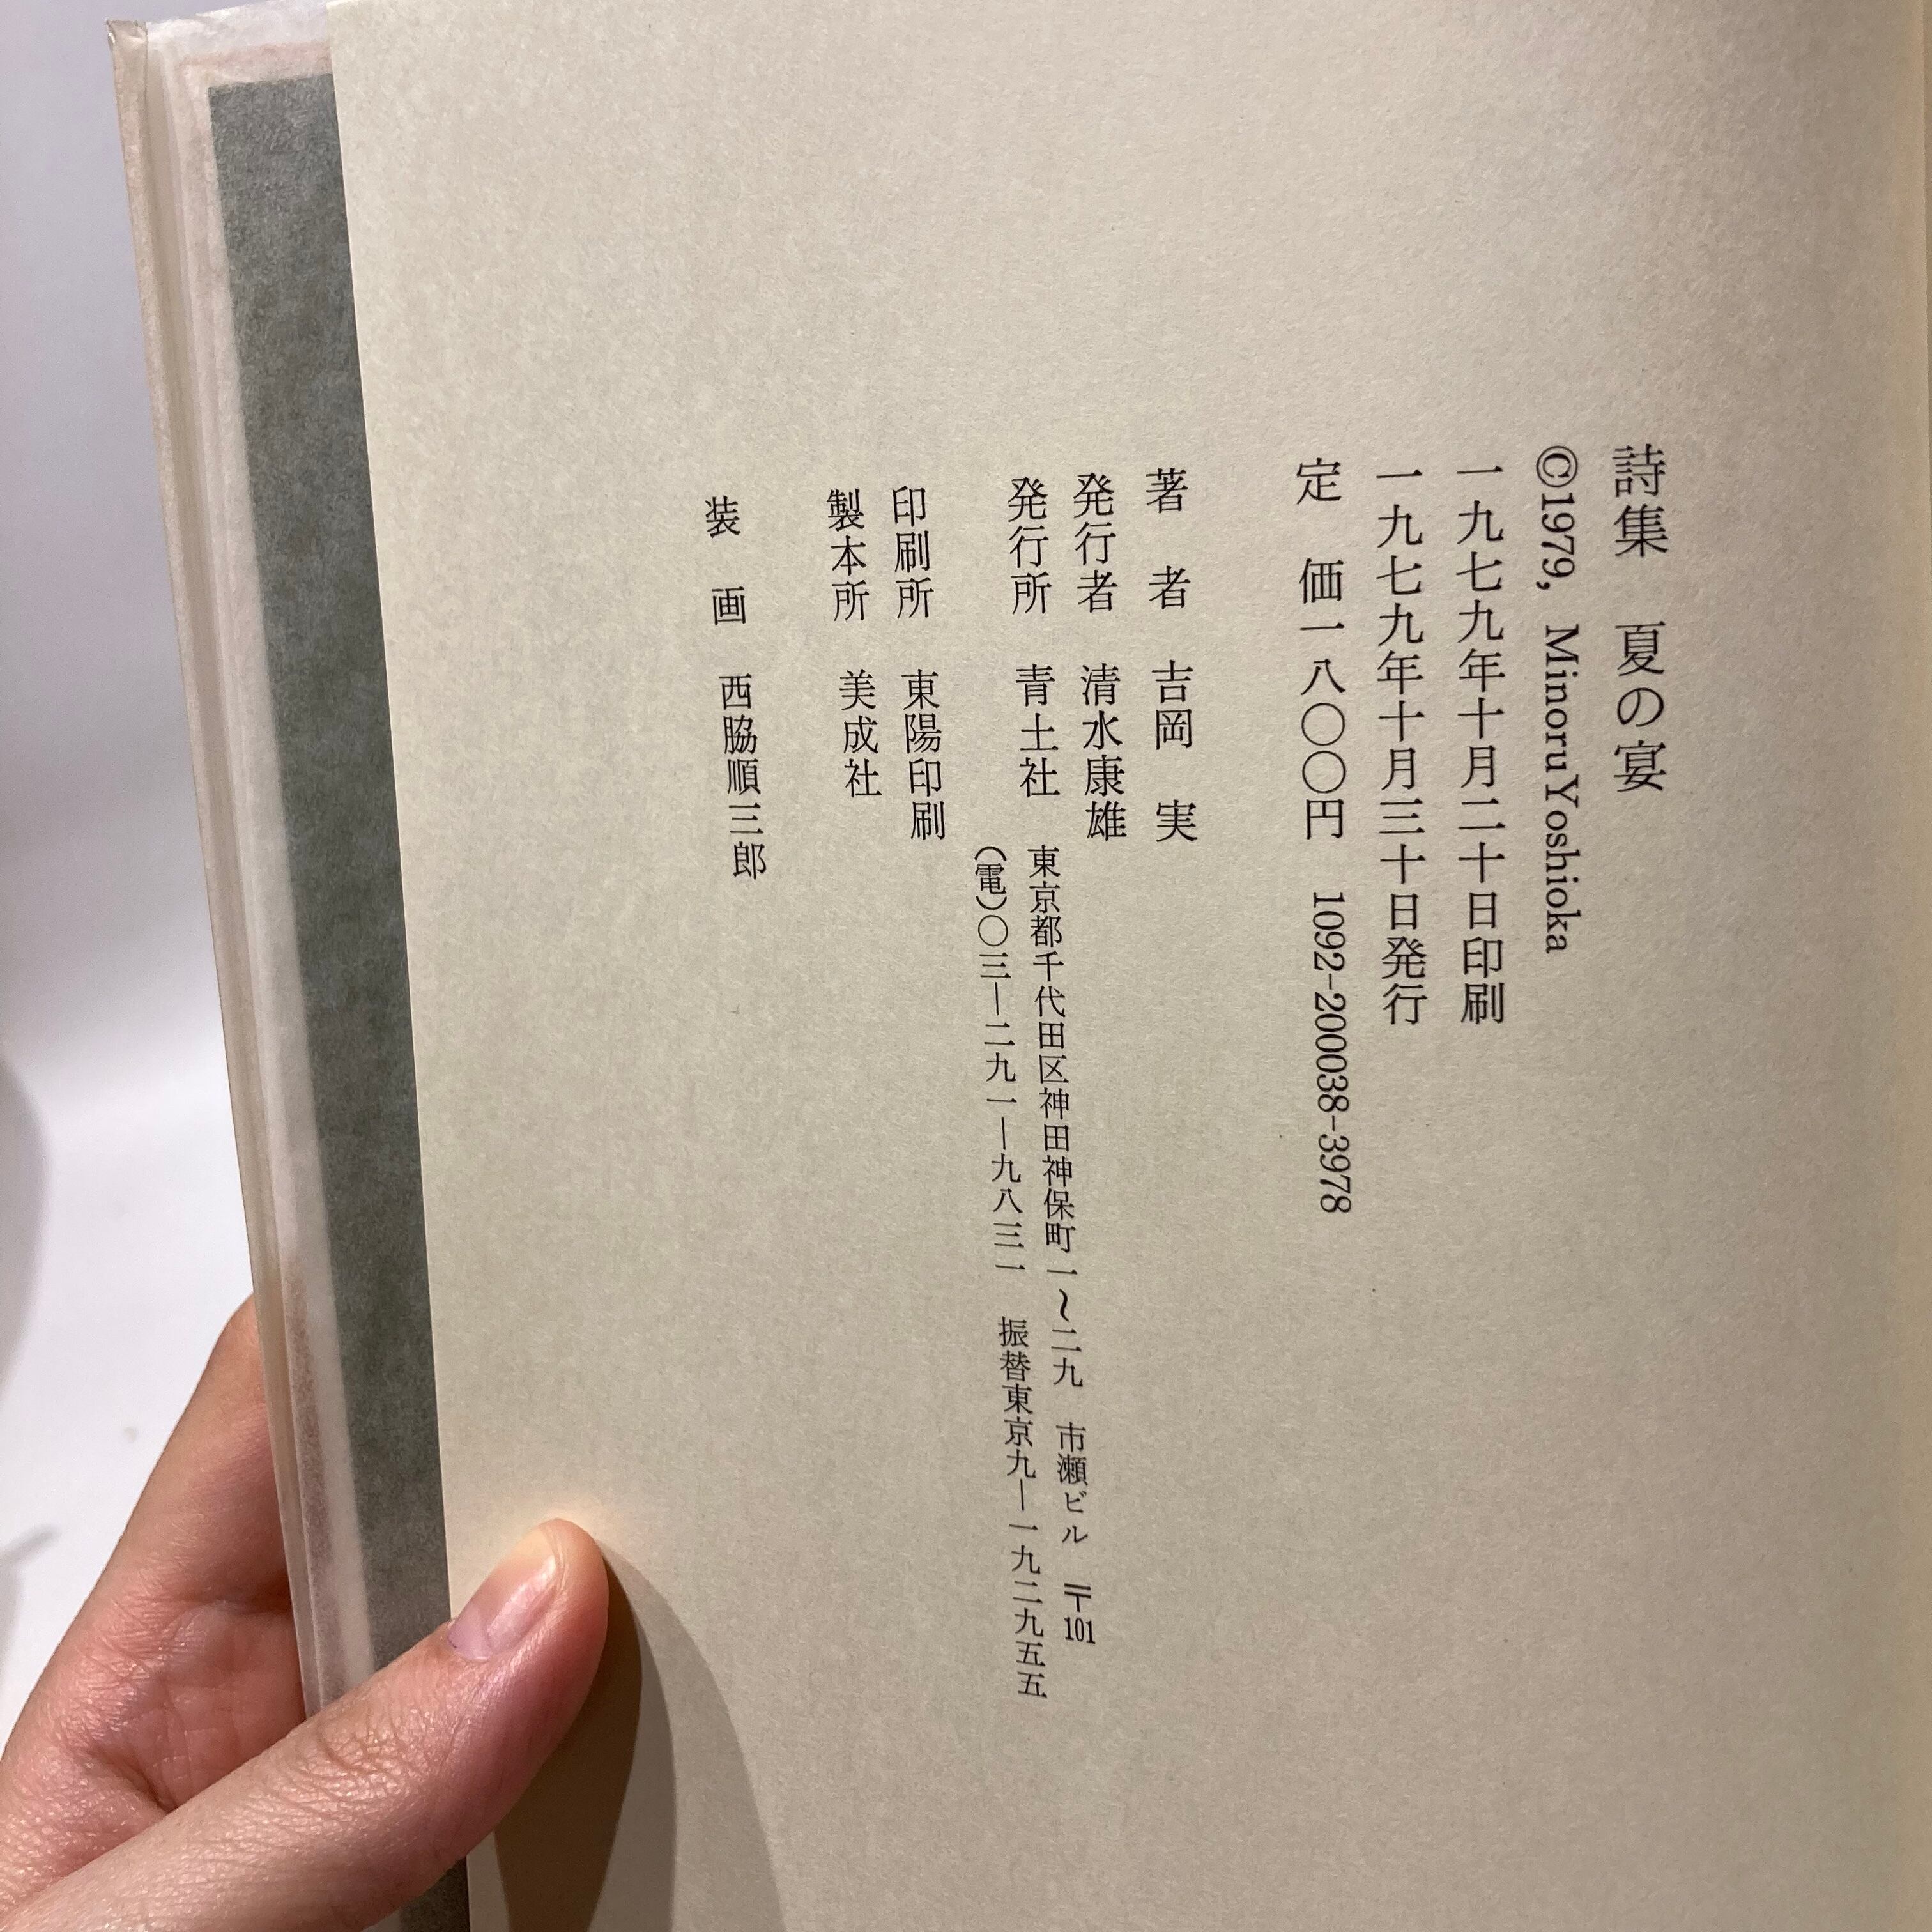 詩集　夏の宴
©1979, Minoru Yoshioka
一九七九年十月二十日印刷
一九七九年十月三十日発行
定　価一八〇〇円　1092-200038-3978
著　者　吉岡　実
発行者　清水康雄
発行所　青土社
東京都千代田区神田神保町一〜二九　市瀬ビル　〒101
（電）〇三―二九一―九八三一　振替東京九―一九二九五五
印刷所　東陽印刷
製本所　美成社
装　画　西脇順三郎